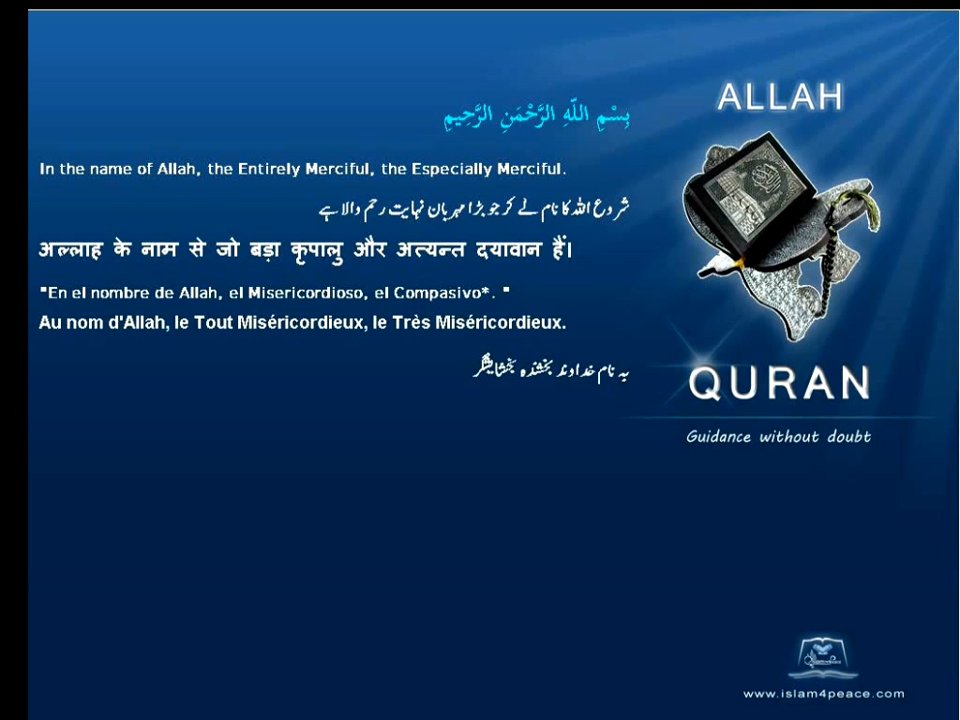 بِسْمِ اللّهِ الرَّحْمَنِ الرَّحِيمِ
In the name of Allah, the Entirely Merciful, the Especially Merciful.
شروع الله کا نام لے کر جو بڑا مہربان نہایت رحم والا ہے
अल्लाह के नाम से जो बड़ा कृपालु और अत्यन्त दयावान हैं।
"En el nombre de Allah, el Misericordioso, el Compasivo*. "
Au nom d'Allah, le Tout Miséricordieux, le Très Miséricordieux.
به نام خداوند بخشنده بخشایشگر
ALLAH
QURAN
Guidance without doubt
www.islam4peace.com